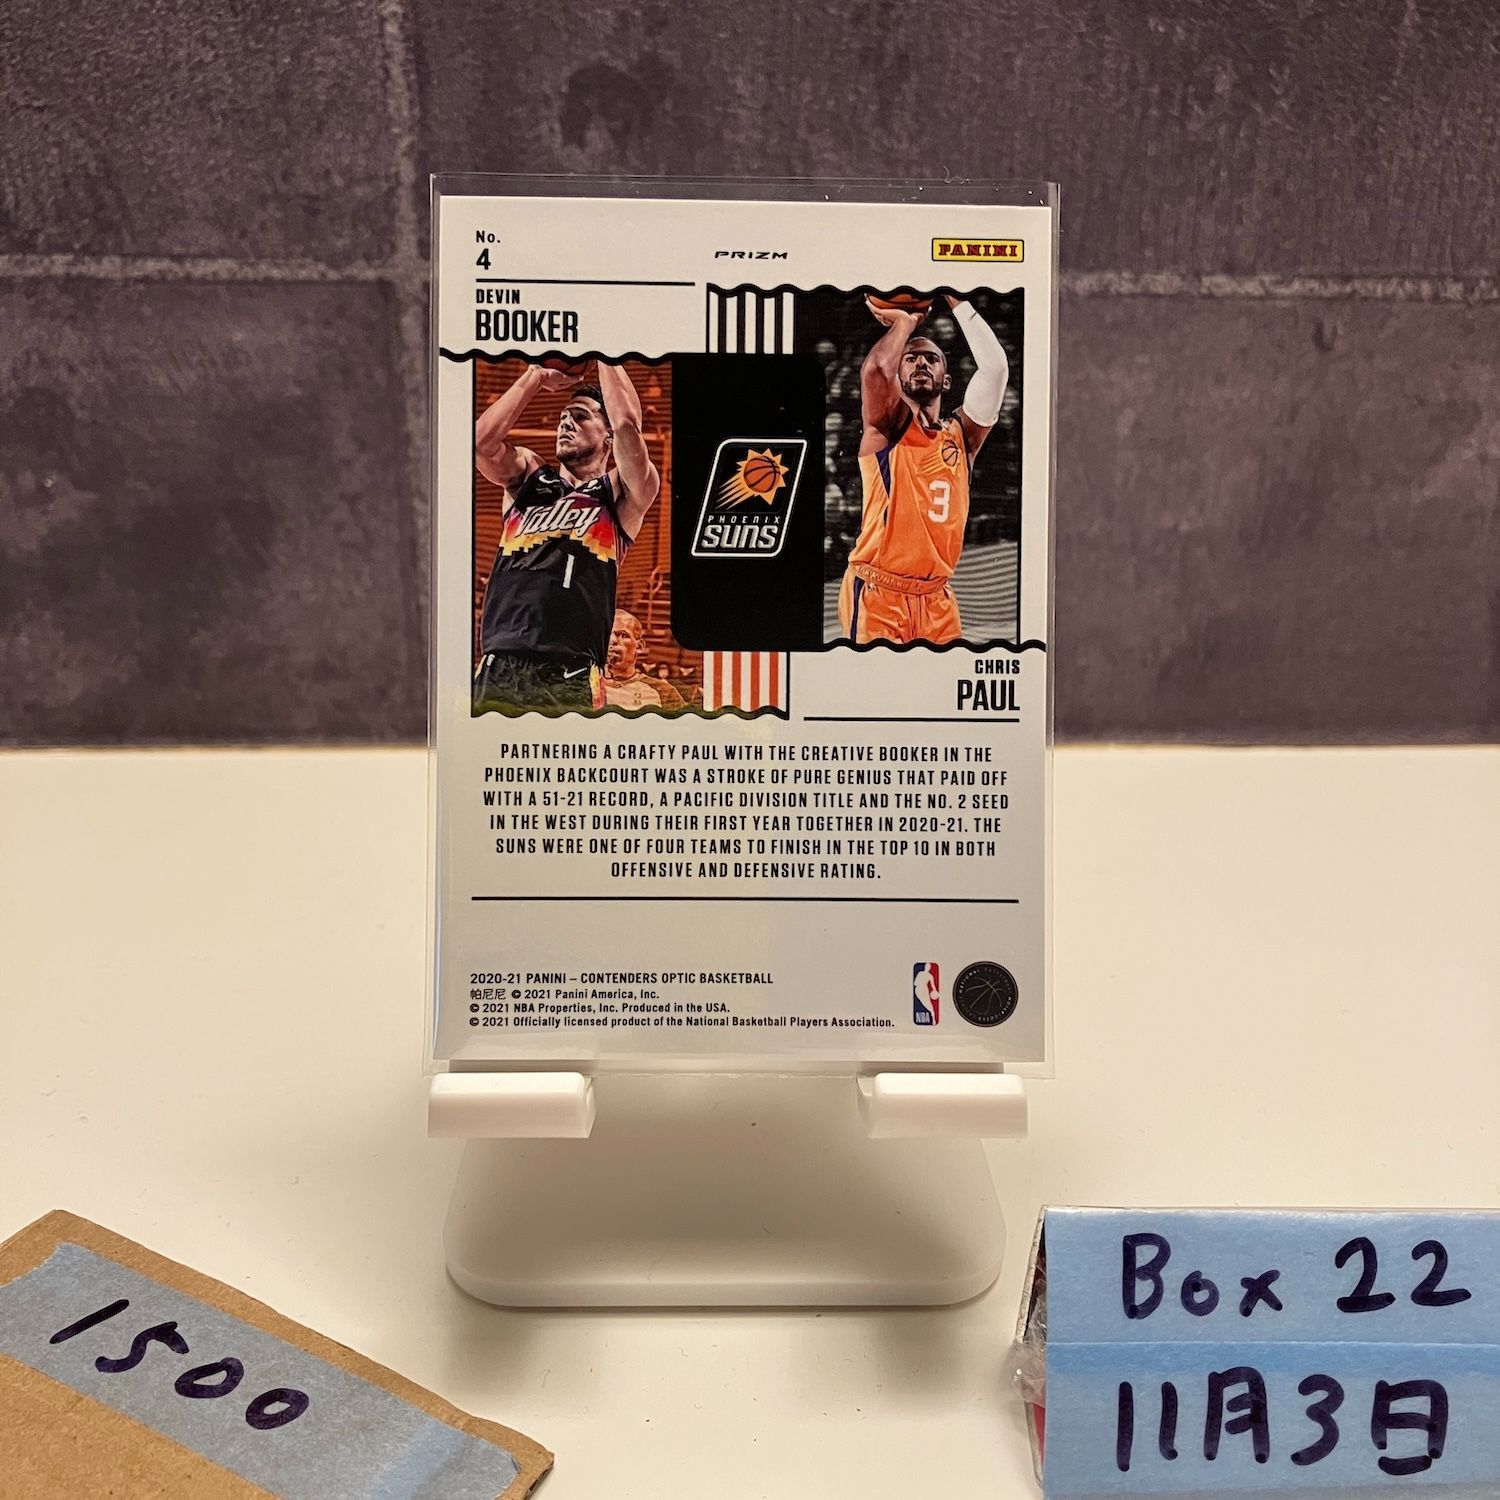 No.
4
PRIZM
PANINI
DEVIN
BOOKER
Valley
1
PHOENIX
SUNS
3
CHRIS
PAUL
PARTNERING A CRAFTY PAUL WITH THE CREATIVE BOOKER IN THE
PHOENIX BACKCOURT WAS A STROKE OF PURE GENIUS THAT PAID OFF
WITH A 51-21 RECORD, A PACIFIC DIVISION TITLE AND THE NO. 2 SEED
IN THE WEST DURING THEIR FIRST YEAR TOGETHER IN 2020-21. THE
SUNS WERE ONE OF FOUR TEAMS TO FINISH IN THE TOP 10 IN BOTH
OFFENSIVE AND DEFENSIVE RATING.
2020-21 PANINI – CONTENDERS OPTIC BASKETBALL
帕尼尼 © 2021 Panini America, Inc.
© 2021 NBA Properties, Inc. Produced in the USA.
© 2021 Officially licensed product of the National Basketball Players Association.
NBA
1500
Box 22
11月3日